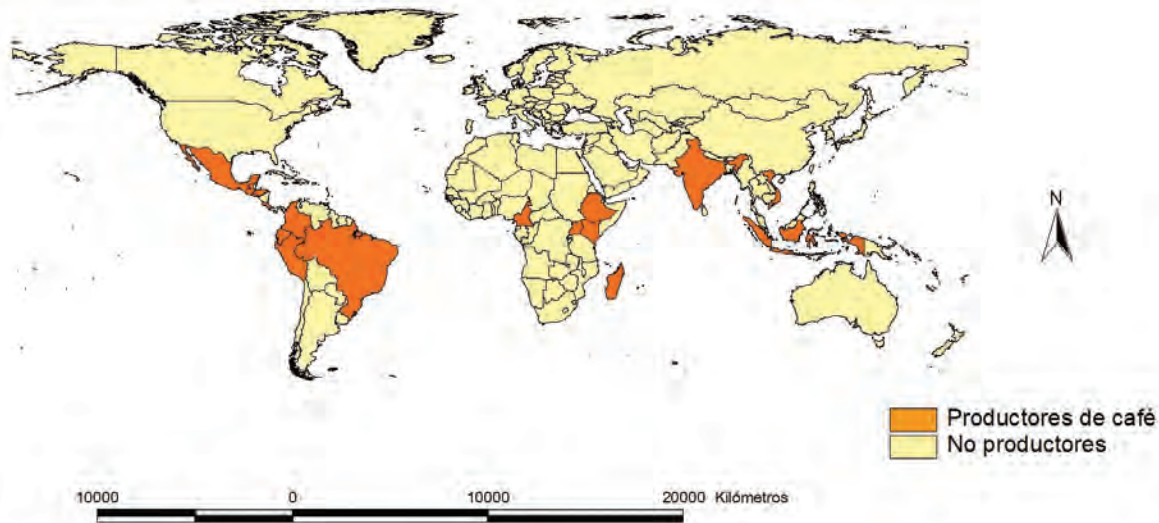 N
Productores de café
No productores
10000 0 10000 20000 Kilómetros